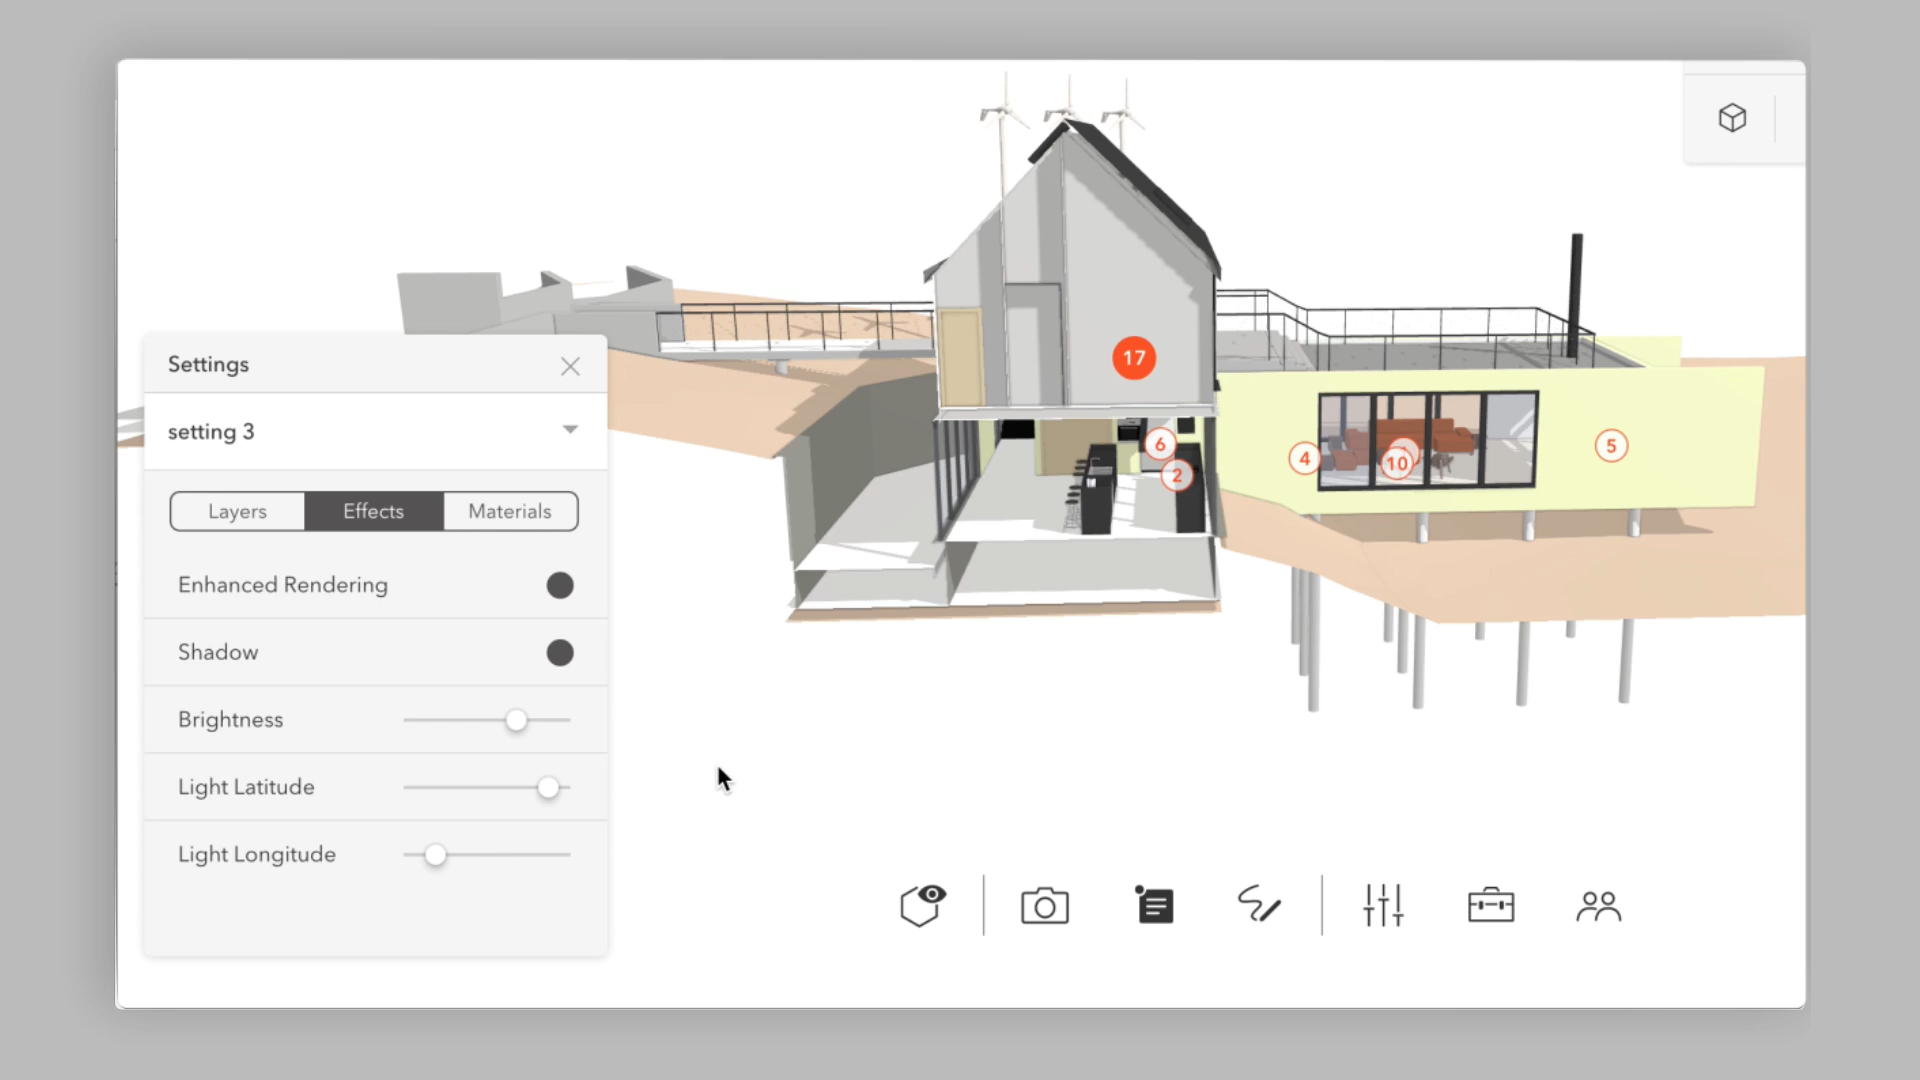 Settings
setting 3
Layers Effects Materials
Enhanced Rendering
Shadow
Brightness
Light Latitude
Light Longitude
17
6
2
4
10
5